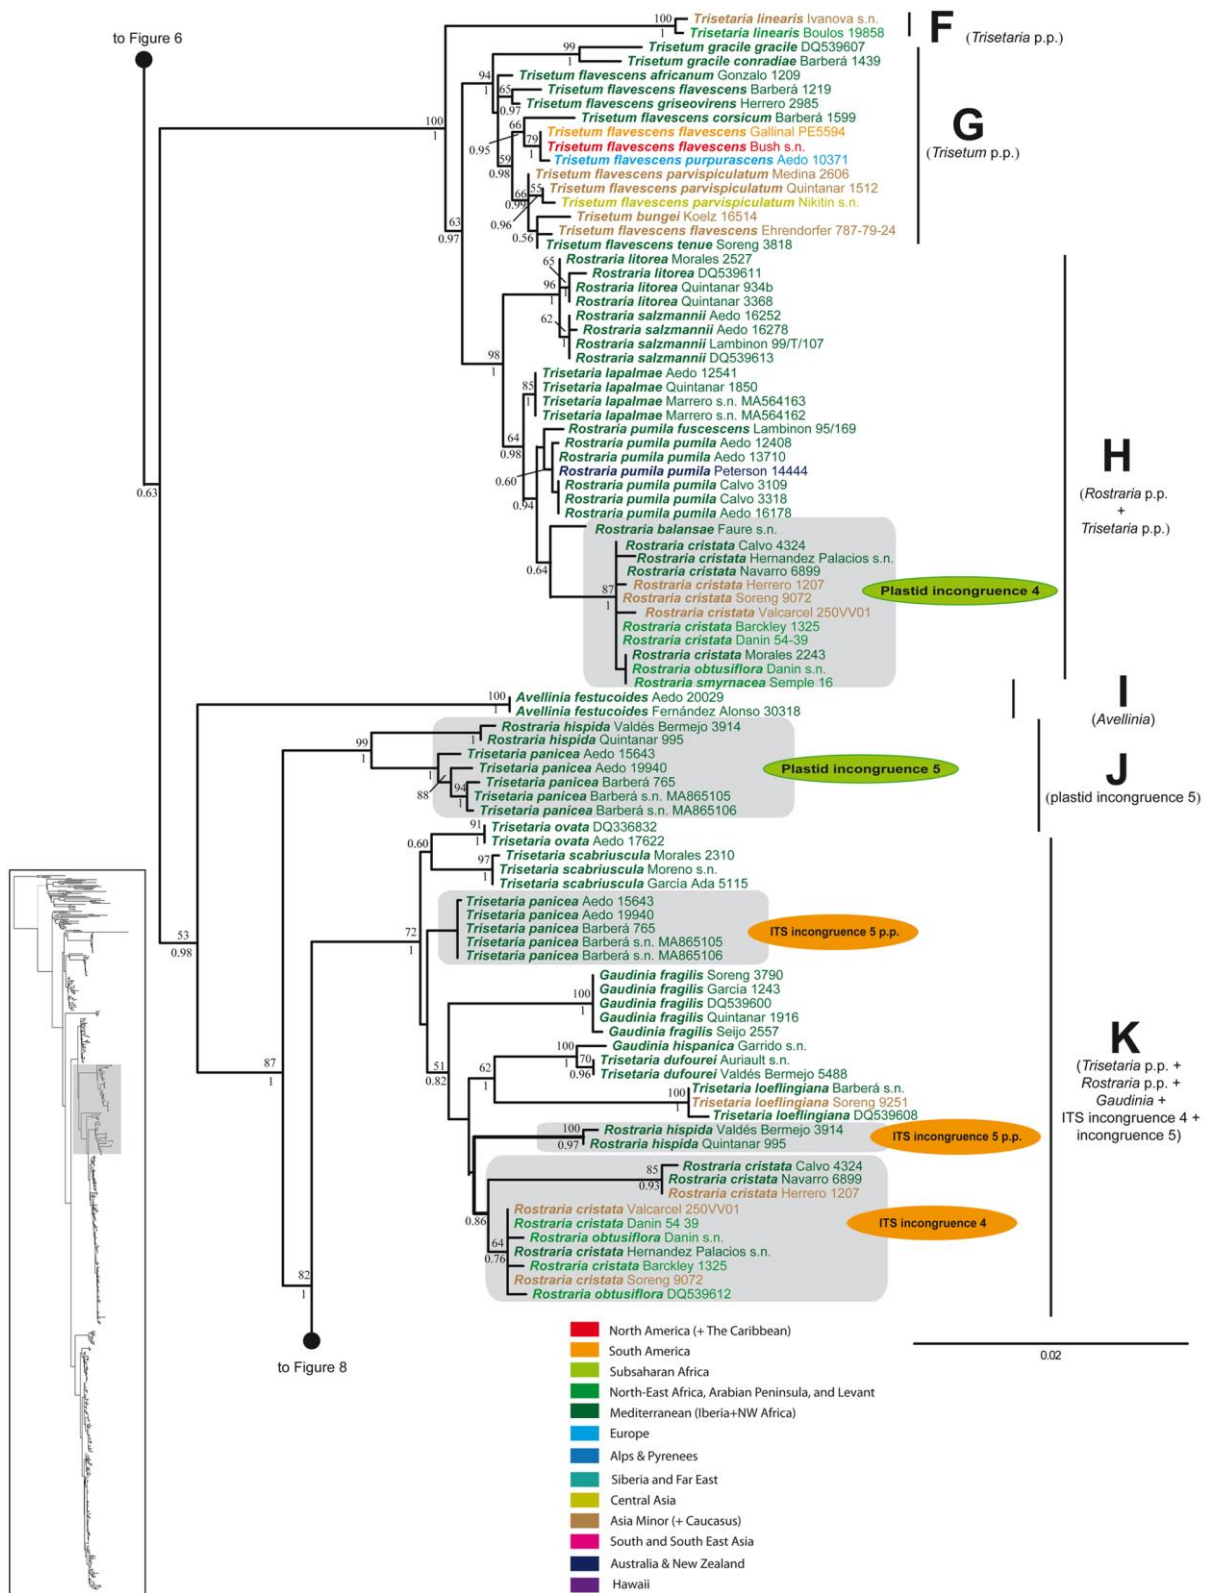 to Figure 6
100
1
Trisetaria linearis Ivanova s.n.
Trisetaria linearis Boulos 19858
F
(Trisetaria p.p.)
99
1
Trisetum gracile gracile DQ539607
Trisetum gracile conradiae Barberá 1439
94
1
Trisetum flavescens africanum Gonzalo 1209
65
0.97
Trisetum flavescens flavescens Barberá 1219
Trisetum flavescens griseovirens Herrero 2985
66
0.95
Trisetum flavescens corsicum Barberá 1599
79
1
Trisetum flavescens flavescens Gallinal PE5594
Trisetum flavescens flavescens Bush s.n.
Trisetum flavescens purpurascens Aedo 10371
59
0.98
Trisetum flavescens parvispiculatum Medina 2606
66
0.99
55
0.96
Trisetum flavescens parvispiculatum Quintanar 1512
Trisetum flavescens parvispiculatum Nikitin s.n.
Trisetum bungei Koelz 16514
0.56
Trisetum flavescens flavescens Ehrendorfer 787-79-24
Trisetum flavescens tenue Soreng 3818
G
(Trisetum p.p.)
100
1
63
0.97
65
1
Rostraria litorea Morales 2527
Rostraria litorea DQ539611
96
1
Rostraria litorea Quintanar 934b
Rostraria litorea Quintanar 3368
Rostraria salzmannii Aedo 16252
62
1
Rostraria salzmannii Aedo 16278
Rostraria salzmannii Lambinon 99/T/107
Rostraria salzmannii DQ539613
98
1
Trisetaria lapalmae Aedo 12541
85
1
Trisetaria lapalmae Quintanar 1850
Trisetaria lapalmae Marrero s.n. MA564163
Trisetaria lapalmae Marrero s.n. MA564162
64
0.98
Rostraria pumila fuscescens Lambinon 95/169
Rostraria pumila pumila Aedo 12408
Rostraria pumila pumila Aedo 13710
Rostraria pumila pumila Peterson 14444
0.60
Rostraria pumila pumila Calvo 3109
Rostraria pumila pumila Calvo 3318
Rostraria pumila pumila Aedo 16178
0.94
Rostraria balansae Faure s.n.
0.64
Rostraria cristata Calvo 4324
Rostraria cristata Hernandez Palacios s.n.
Rostraria cristata Navarro 6899
87
1
Rostraria cristata Herrero 1207
Rostraria cristata Soreng 9072
Rostraria cristata Valcarcel 250VV01
Rostraria cristata Barckley 1325
Rostraria cristata Danin 54-39
Rostraria cristata Morales 2243
Rostraria obtusiflora Danin s.n.
Rostraria smyrnacea Semple 16
Plastid incongruence 4
H
(Rostraria p.p.
+
Trisetaria p.p.)
0.63
100
1
Avellinia festucoides Aedo 20029
Avellinia festucoides Fernández Alonso 30318
I
(Avellinia)
99
1
1
Rostraria hispida Valdés Bermejo 3914
Rostraria hispida Quintanar 995
1
Trisetaria panicea Aedo 15643
88
Trisetaria panicea Aedo 19940
94
1
Trisetaria panicea Barberá 765
Trisetaria panicea Barberá s.n. MA865105
Trisetaria panicea Barberá s.n. MA865106
Plastid incongruence 5
J
(plastid incongruence 5)
91
1
Trisetaria ovata DQ336832
Trisetaria ovata Aedo 17622
0.60
97
1
Trisetaria scabriuscula Morales 2310
Trisetaria scabriuscula Moreno s.n.
Trisetaria scabriuscula García Ada 5115
72
1
Trisetaria panicea Aedo 15643
Trisetaria panicea Aedo 19940
Trisetaria panicea Barberá 765
Trisetaria panicea Barberá s.n. MA865105
Trisetaria panicea Barberá s.n. MA865106
ITS incongruence 5 p.p.
53
0.98
100
1
Gaudinia fragilis Soreng 3790
Gaudinia fragilis García 1243
Gaudinia fragilis DQ539600
Gaudinia fragilis Quintanar 1916
Gaudinia fragilis Seijo 2557
51
0.82
100
1
Gaudinia hispanica Garrido s.n.
70
0.96
Trisetaria dufourei Auriault s.n.
Trisetaria dufourei Valdés Bermejo 5488
62
1
100
1
Trisetaria loeflingiana Barberá s.n.
Trisetaria loeflingiana Soreng 9251
Trisetaria loeflingiana DQ539608
100
0.97
Rostraria hispida Valdés Bermejo 3914
Rostraria hispida Quintanar 995
ITS incongruence 5 p.p.
85
0.93
Rostraria cristata Calvo 4324
Rostraria cristata Navarro 6899
Rostraria cristata Herrero 1207
0.86
Rostraria cristata Valcarcel 250VV01
Rostraria cristata Danin 54 39
Rostraria obtusiflora Danin s.n.
64
0.76
Rostraria cristata Hernandez Palacios s.n.
Rostraria cristata Barckley 1325
Rostraria cristata Soreng 9072
Rostraria obtusiflora DQ539612
ITS incongruence 4
K
(Trisetaria p.p. +
Rostraria p.p. +
Gaudinia +
ITS incongruence 4 +
incongruence 5)
87
1
82
1
to Figure 8
0.02
North America (+ The Caribbean)
South America
Subsaharan Africa
North-East Africa, Arabian Peninsula, and Levant
Mediterranean (Iberia+NW Africa)
Europe
Alps & Pyrenees
Siberia and Far East
Central Asia
Asia Minor (+ Caucasus)
South and South East Asia
Australia & New Zealand
Hawaii